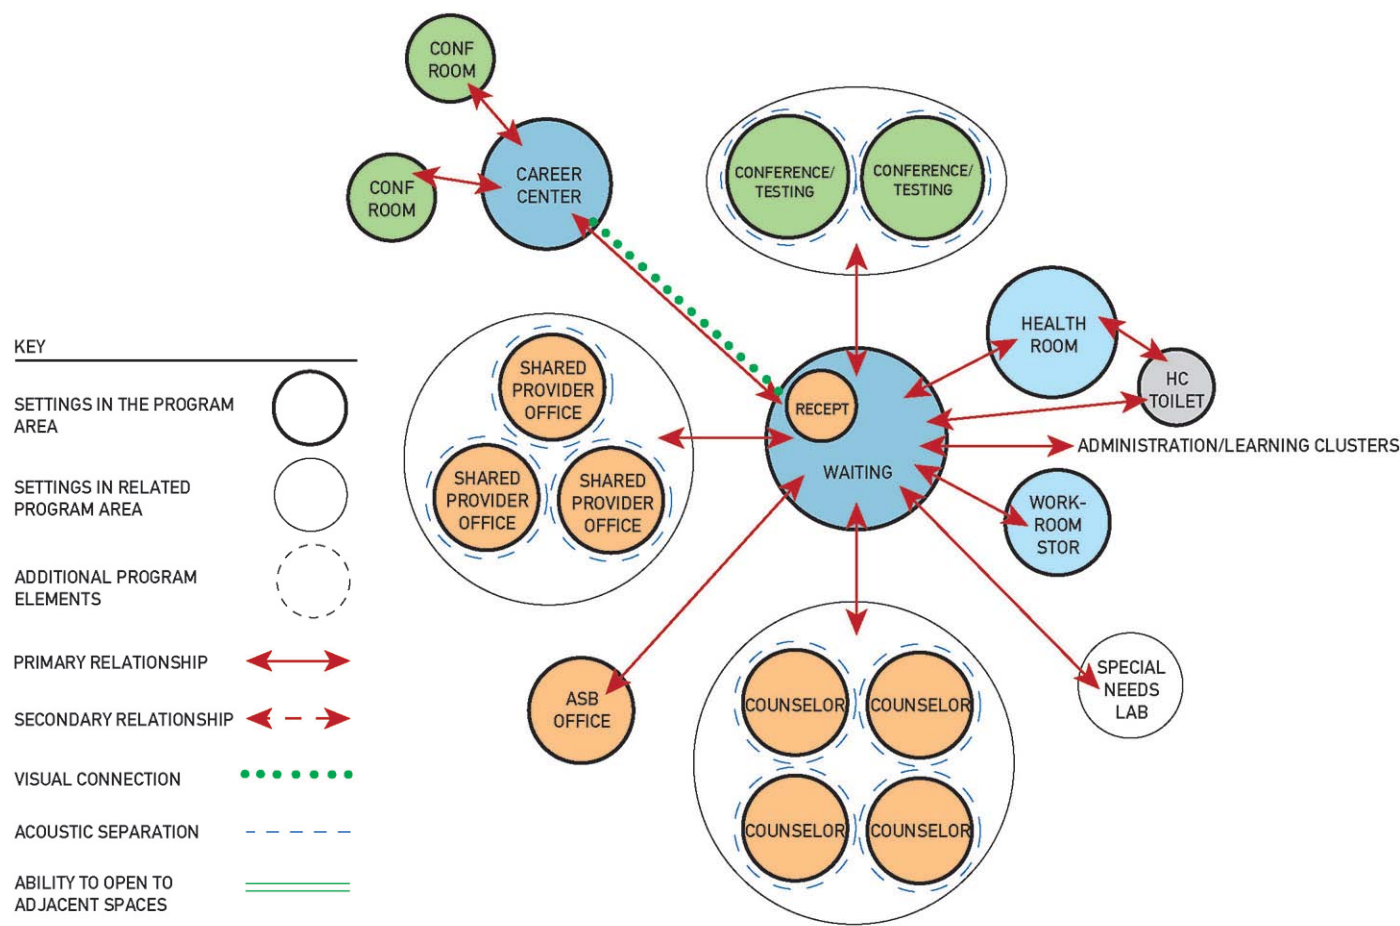 CONF
ROOM
CONF
ROOM
CAREER
CENTER
CONFERENCE/
TESTING
CONFERENCE/
TESTING
HEALTH
ROOM
HC
TOILET
RECEPT
WAITING
ADMINISTRATION/LEARNING CLUSTERS
WORK-
ROOM
STOR
SHARED
PROVIDER
OFFICE
SHARED
PROVIDER
OFFICE
SHARED
PROVIDER
OFFICE
ASB
OFFICE
COUNSELOR
COUNSELOR
COUNSELOR
COUNSELOR
SPECIAL
NEEDS
LAB
KEY
SETTINGS IN THE PROGRAM
AREA
SETTINGS IN RELATED
PROGRAM AREA
ADDITIONAL PROGRAM
ELEMENTS
PRIMARY RELATIONSHIP
SECONDARY RELATIONSHIP
VISUAL CONNECTION
ACOUSTIC SEPARATION
ABILITY TO OPEN TO
ADJACENT SPACES